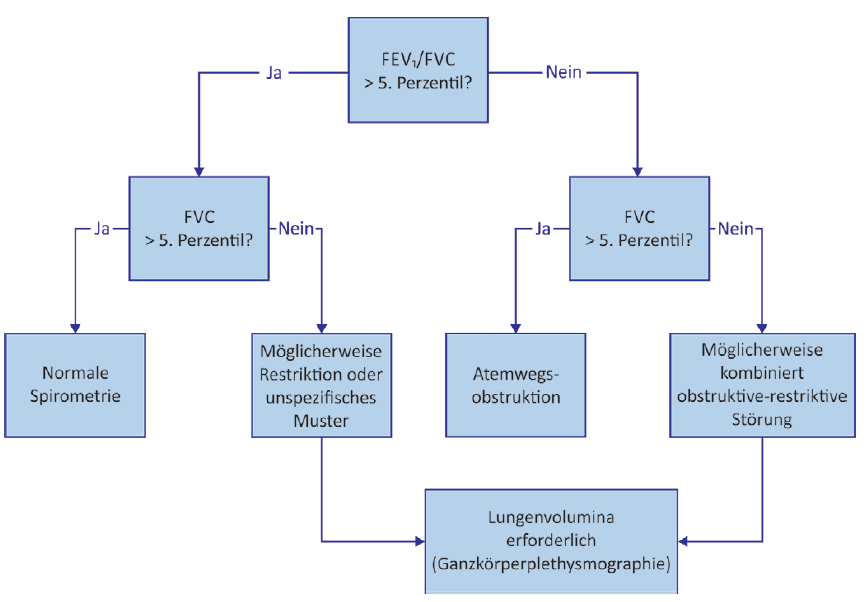 FEV₁/FVC
> 5. Perzentil?
Ja
Nein
FVC
> 5. Perzentil?
Ja
Nein
FVC
> 5. Perzentil?
Ja
Nein
Normale
Spirometrie
Möglicherweise
Restriktion oder
unspezifisches
Muster
Atemwegs-
obstruktion
Möglicherweise
kombiniert
obstruktive-restriktive
Störung
Lungenvolumina
erforderlich
(Ganzkörperplethysmographie)